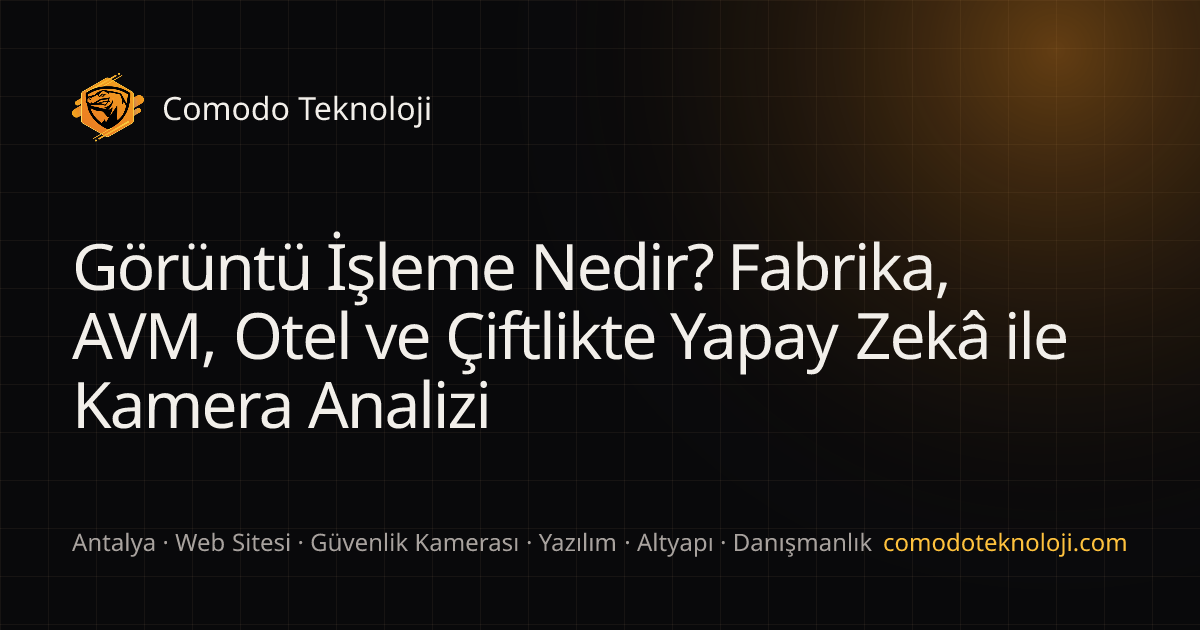 Comodo Teknoloji
Görüntü İşleme Nedir? Fabrika,
AVM, Otel ve Çiftlikte Yapay Zekâ ile
Kamera Analizi
Antalya · Web Sitesi · Güvenlik Kamerası · Yazılım · Altyapı · Danışmanlık comodoteknoloji.com